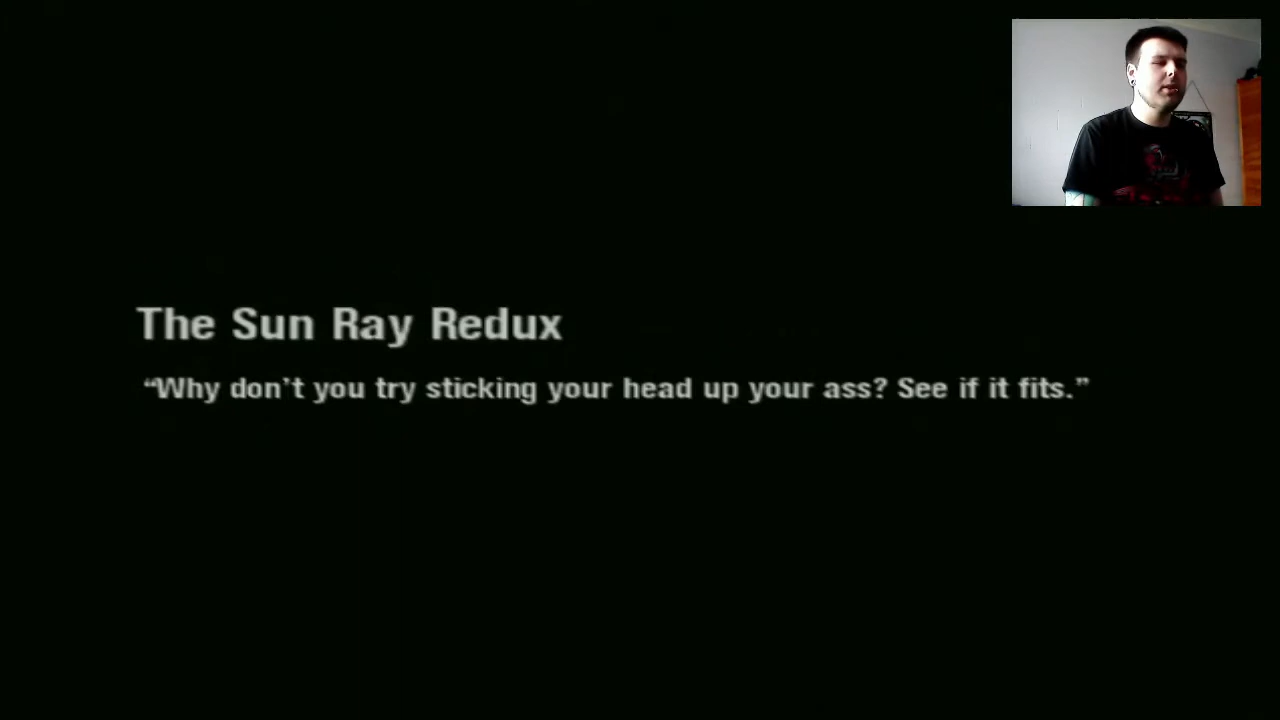 The Sun Ray Redux
“Why don’t you try sticking your head up your ass? See if it fits.”